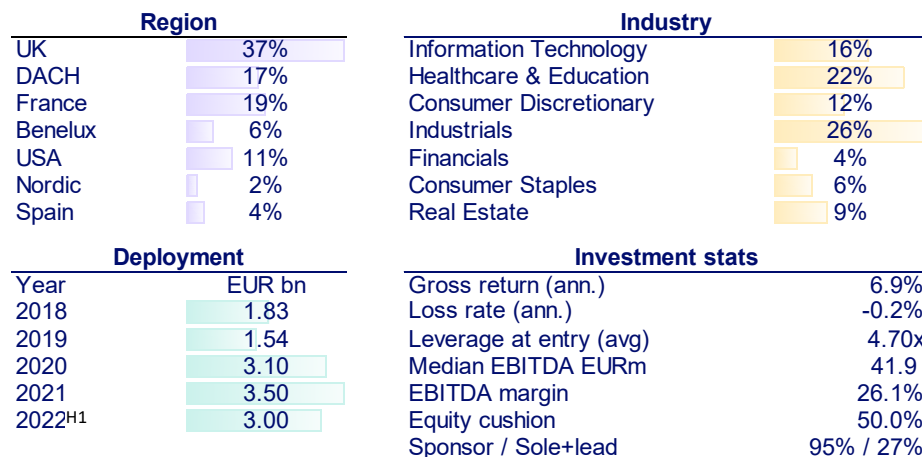 Region
UK 37%
DACH 17%
France 19%
Benelux 6%
USA 11%
Nordic 2%
Spain 4%
Industry
Information Technology 16%
Healthcare & Education 22%
Consumer Discretionary 12%
Industrials 26%
Financials 4%
Consumer Staples 6%
Real Estate 9%
Deployment
Year EUR bn
2018 1.83
2019 1.54
2020 3.10
2021 3.50
2022H1 3.00
Investment stats
Gross return (ann.) 6.9%
Loss rate (ann.) -0.2%
Leverage at entry (avg) 4.70x
Median EBITDA EURm 41.9
EBITDA margin 26.1%
Equity cushion 50.0%
Sponsor / Sole+lead 95% / 27%